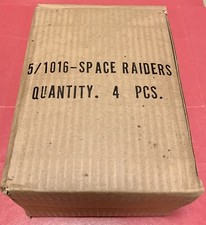 5/1016-SPACE RAIDERS
QUANTITY. 4 PCS.